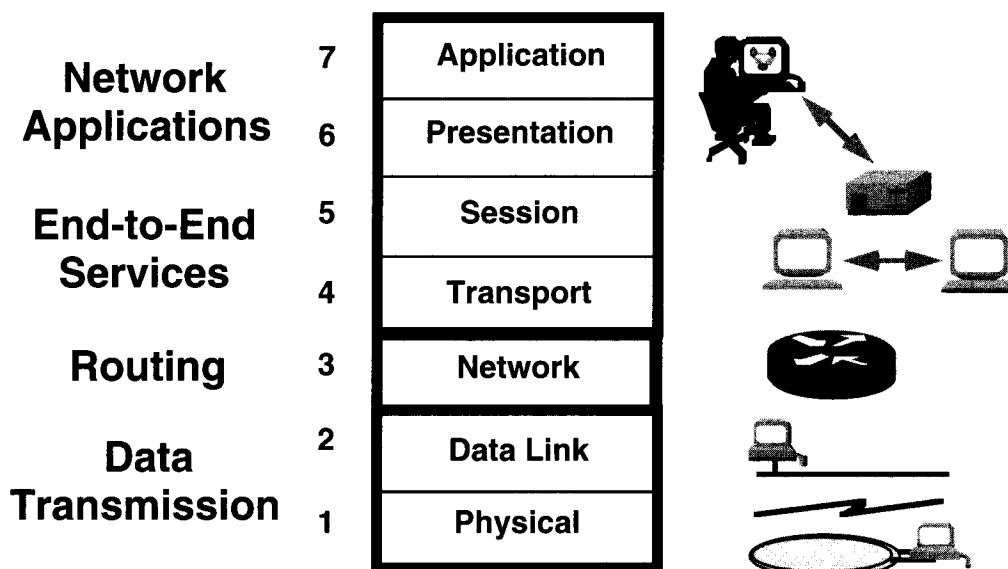 Network
Applications
7 Application
6 Presentation
End-to-End
Services
5 Session
4 Transport
Routing
3 Network
Data
Transmission
2 Data Link
1 Physical